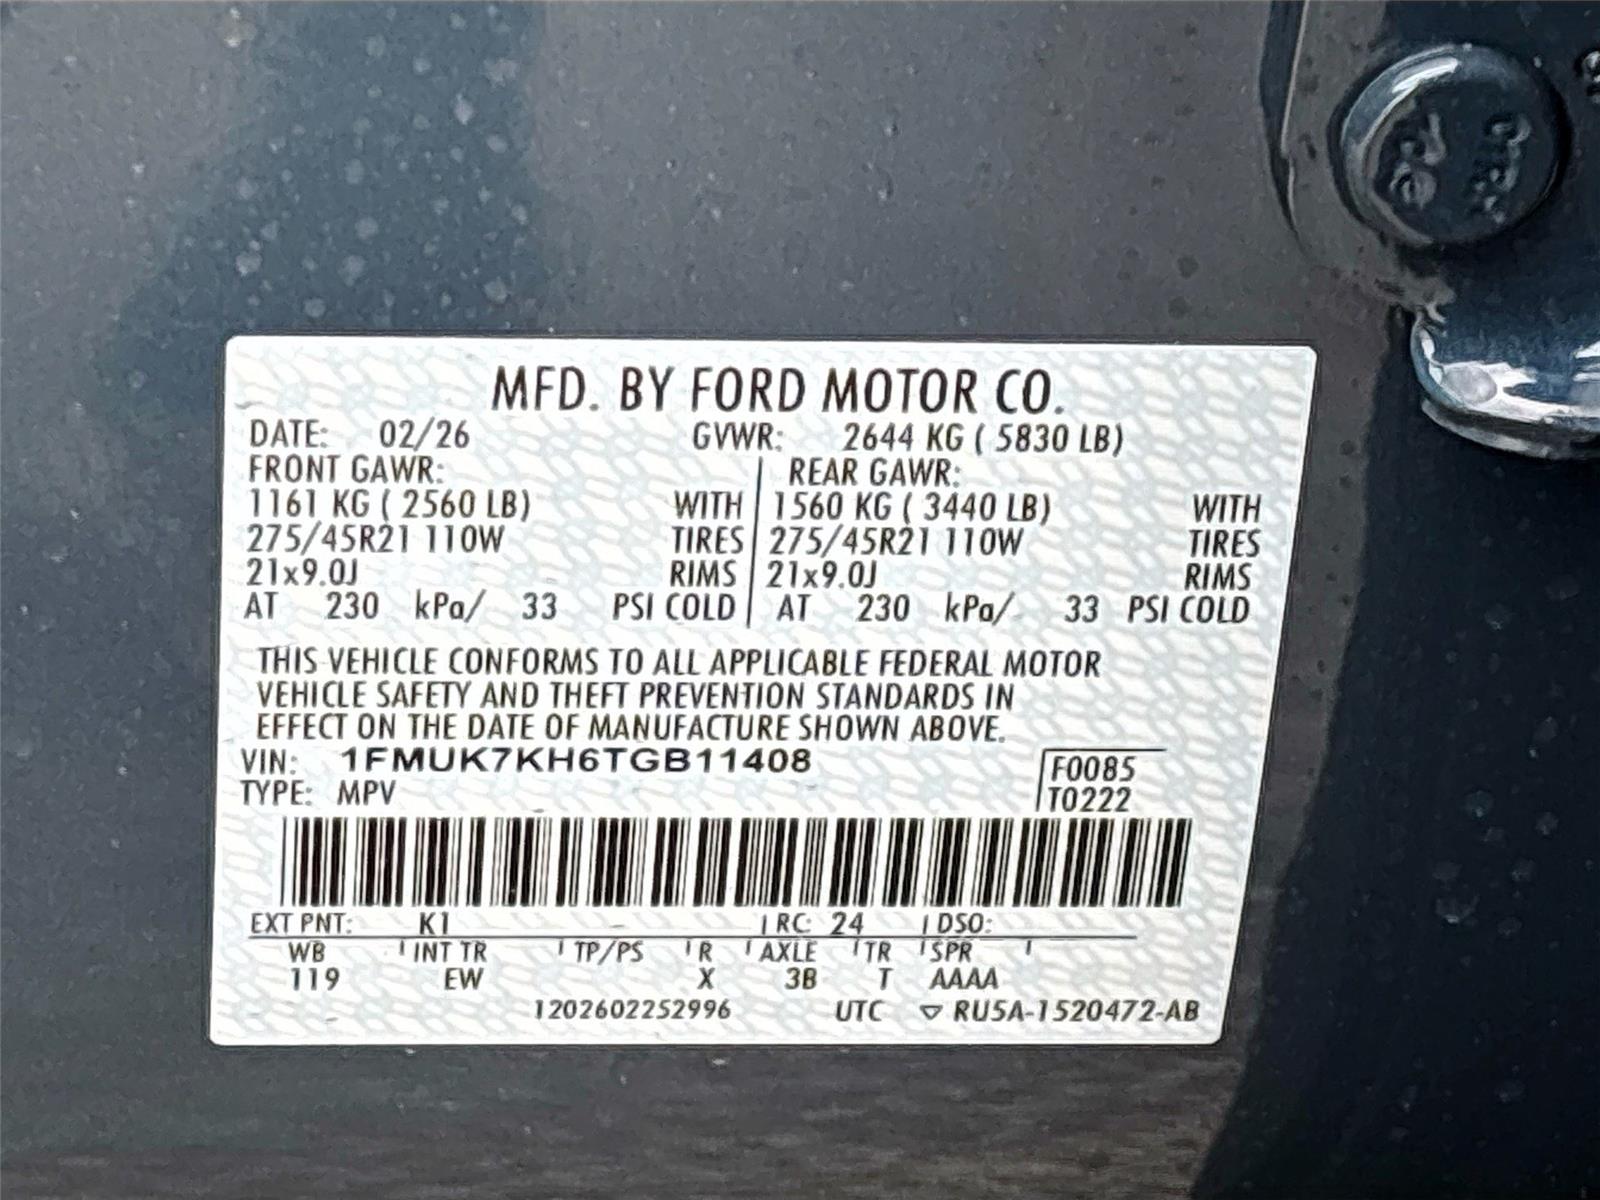 MFD. BY FORD MOTOR CO.
DATE: 02/26 GVWR: 2644 KG ( 5830 LB)
FRONT GAWR: REAR GAWR:
1161 KG ( 2560 LB) WITH 1560 KG ( 3440 LB) WITH
275/45R21 110W TIRES 275/45R21 110W TIRES
21x9.0J RIMS 21x9.0J RIMS
AT 230 kPa/ 33 PSI COLD AT 230 kPa/ 33 PSI COLD
THIS VEHICLE CONFORMS TO ALL APPLICABLE FEDERAL MOTOR
VEHICLE SAFETY AND THEFT PREVENTION STANDARDS IN
EFFECT ON THE DATE OF MANUFACTURE SHOWN ABOVE.
VIN: 1FMUK7KH6TGB11408 F0085
TYPE: MPV T0222
EXT PNT: K1 RC: 24 DSO:
WB INT TR TP/PS R AXLE TR SPR
119 EW X 3B T AAAA
1202602252996 UTC ▽ RU5A-1520472-AB